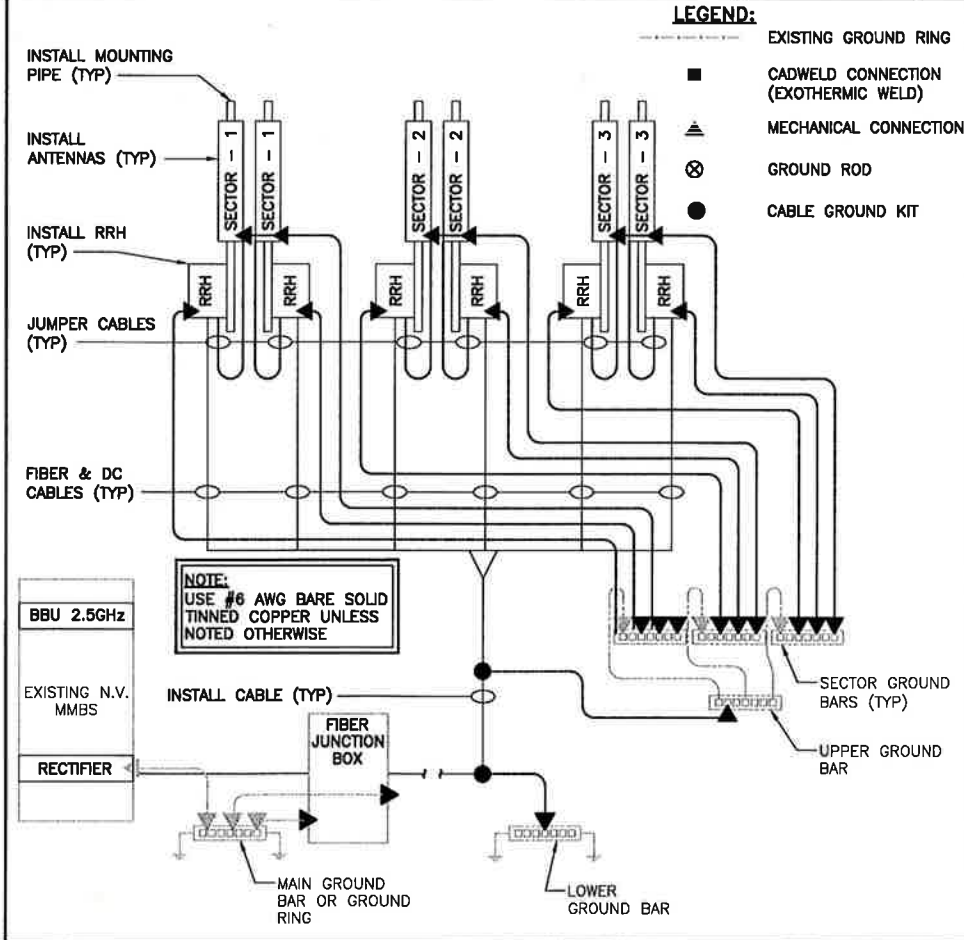 LEGEND:
EXISTING GROUND RING
CADWELD CONNECTION
(EXOTHERMIC WELD)
MECHANICAL CONNECTION
GROUND ROD
CABLE GROUND KIT
INSTALL MOUNTING
PIPE (TYP)
INSTALL
ANTENNAS (TYP)
INSTALL RRH
(TYP)
JUMPER CABLES
(TYP)
FIBER & DC
CABLES (TYP)
SECTOR - 1
SECTOR - 1
SECTOR - 2
SECTOR - 2
SECTOR - 3
SECTOR - 3
RRH
RRH
RRH
RRH
RRH
RRH
NOTE:
USE #6 AWG BARE SOLID
TINNED COPPER UNLESS
NOTED OTHERWISE
BBU 2.5GHz
EXISTING N.V.
MMBS
RECTIFIER
INSTALL CABLE (TYP)
FIBER
JUNCTION
BOX
SECTOR GROUND
BARS (TYP)
UPPER GROUND
BAR
MAIN GROUND
BAR OR GROUND
RING
LOWER
GROUND BAR